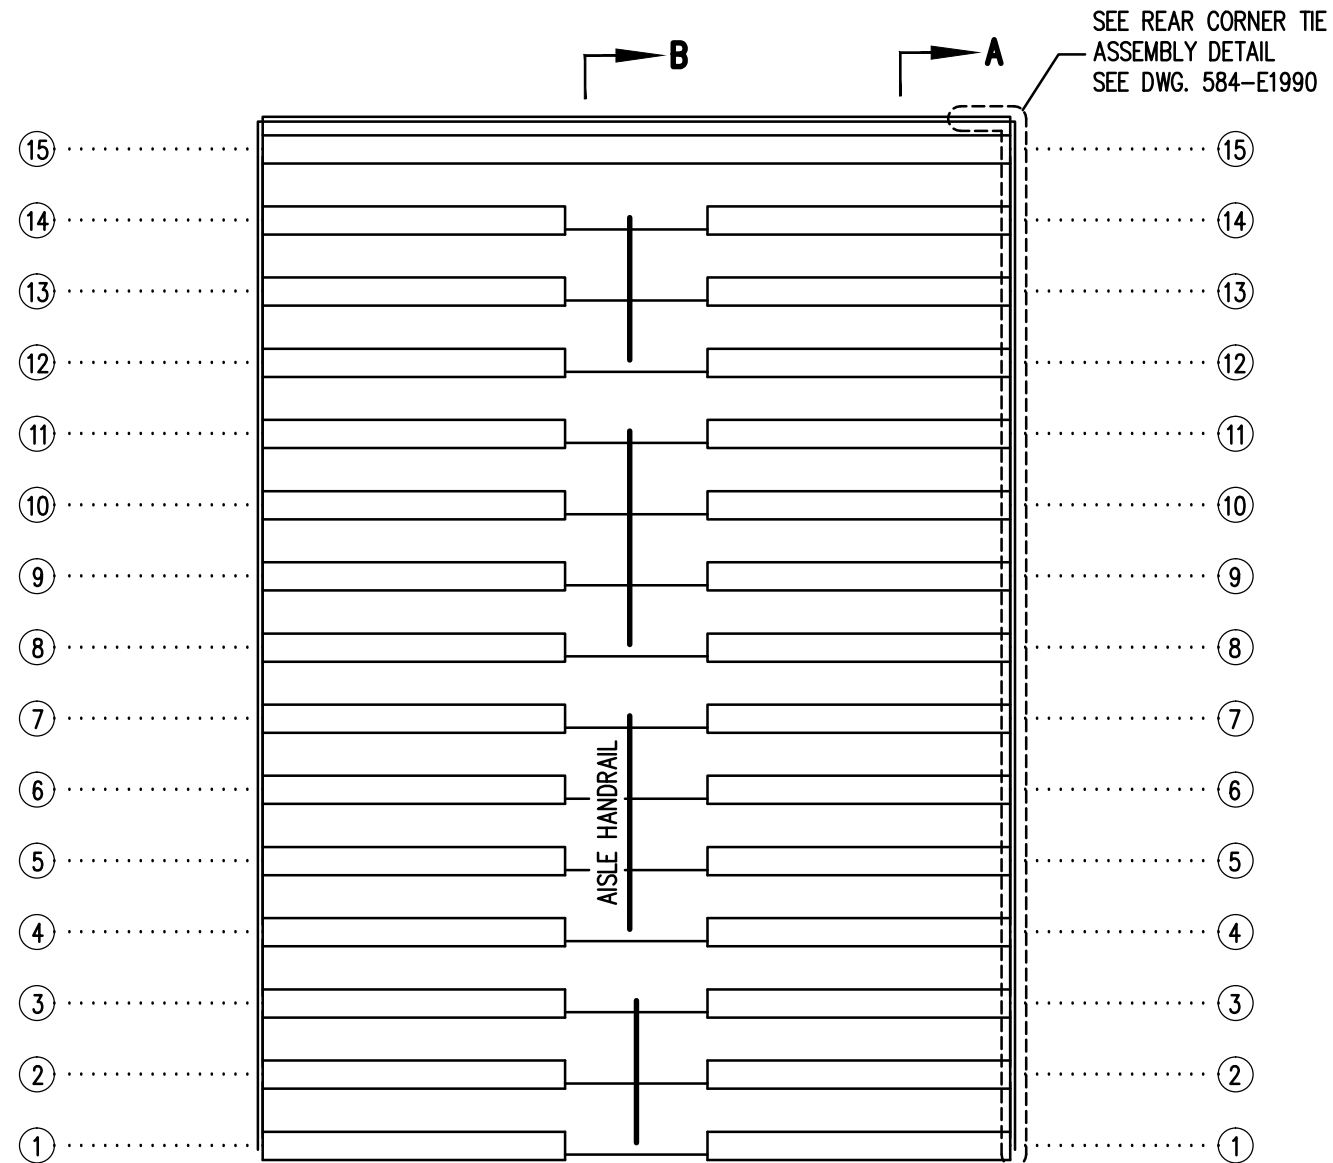 SEE REAR CORNER TIE
ASSEMBLY DETAIL
SEE DWG. 584-E1990
B
A
15 15
14 14
13 13
12 12
11 11
10 10
9 9
8 8
7 7
6 6
5 5
4 4
3 3
2 2
1 1
AISLE HANDRAIL